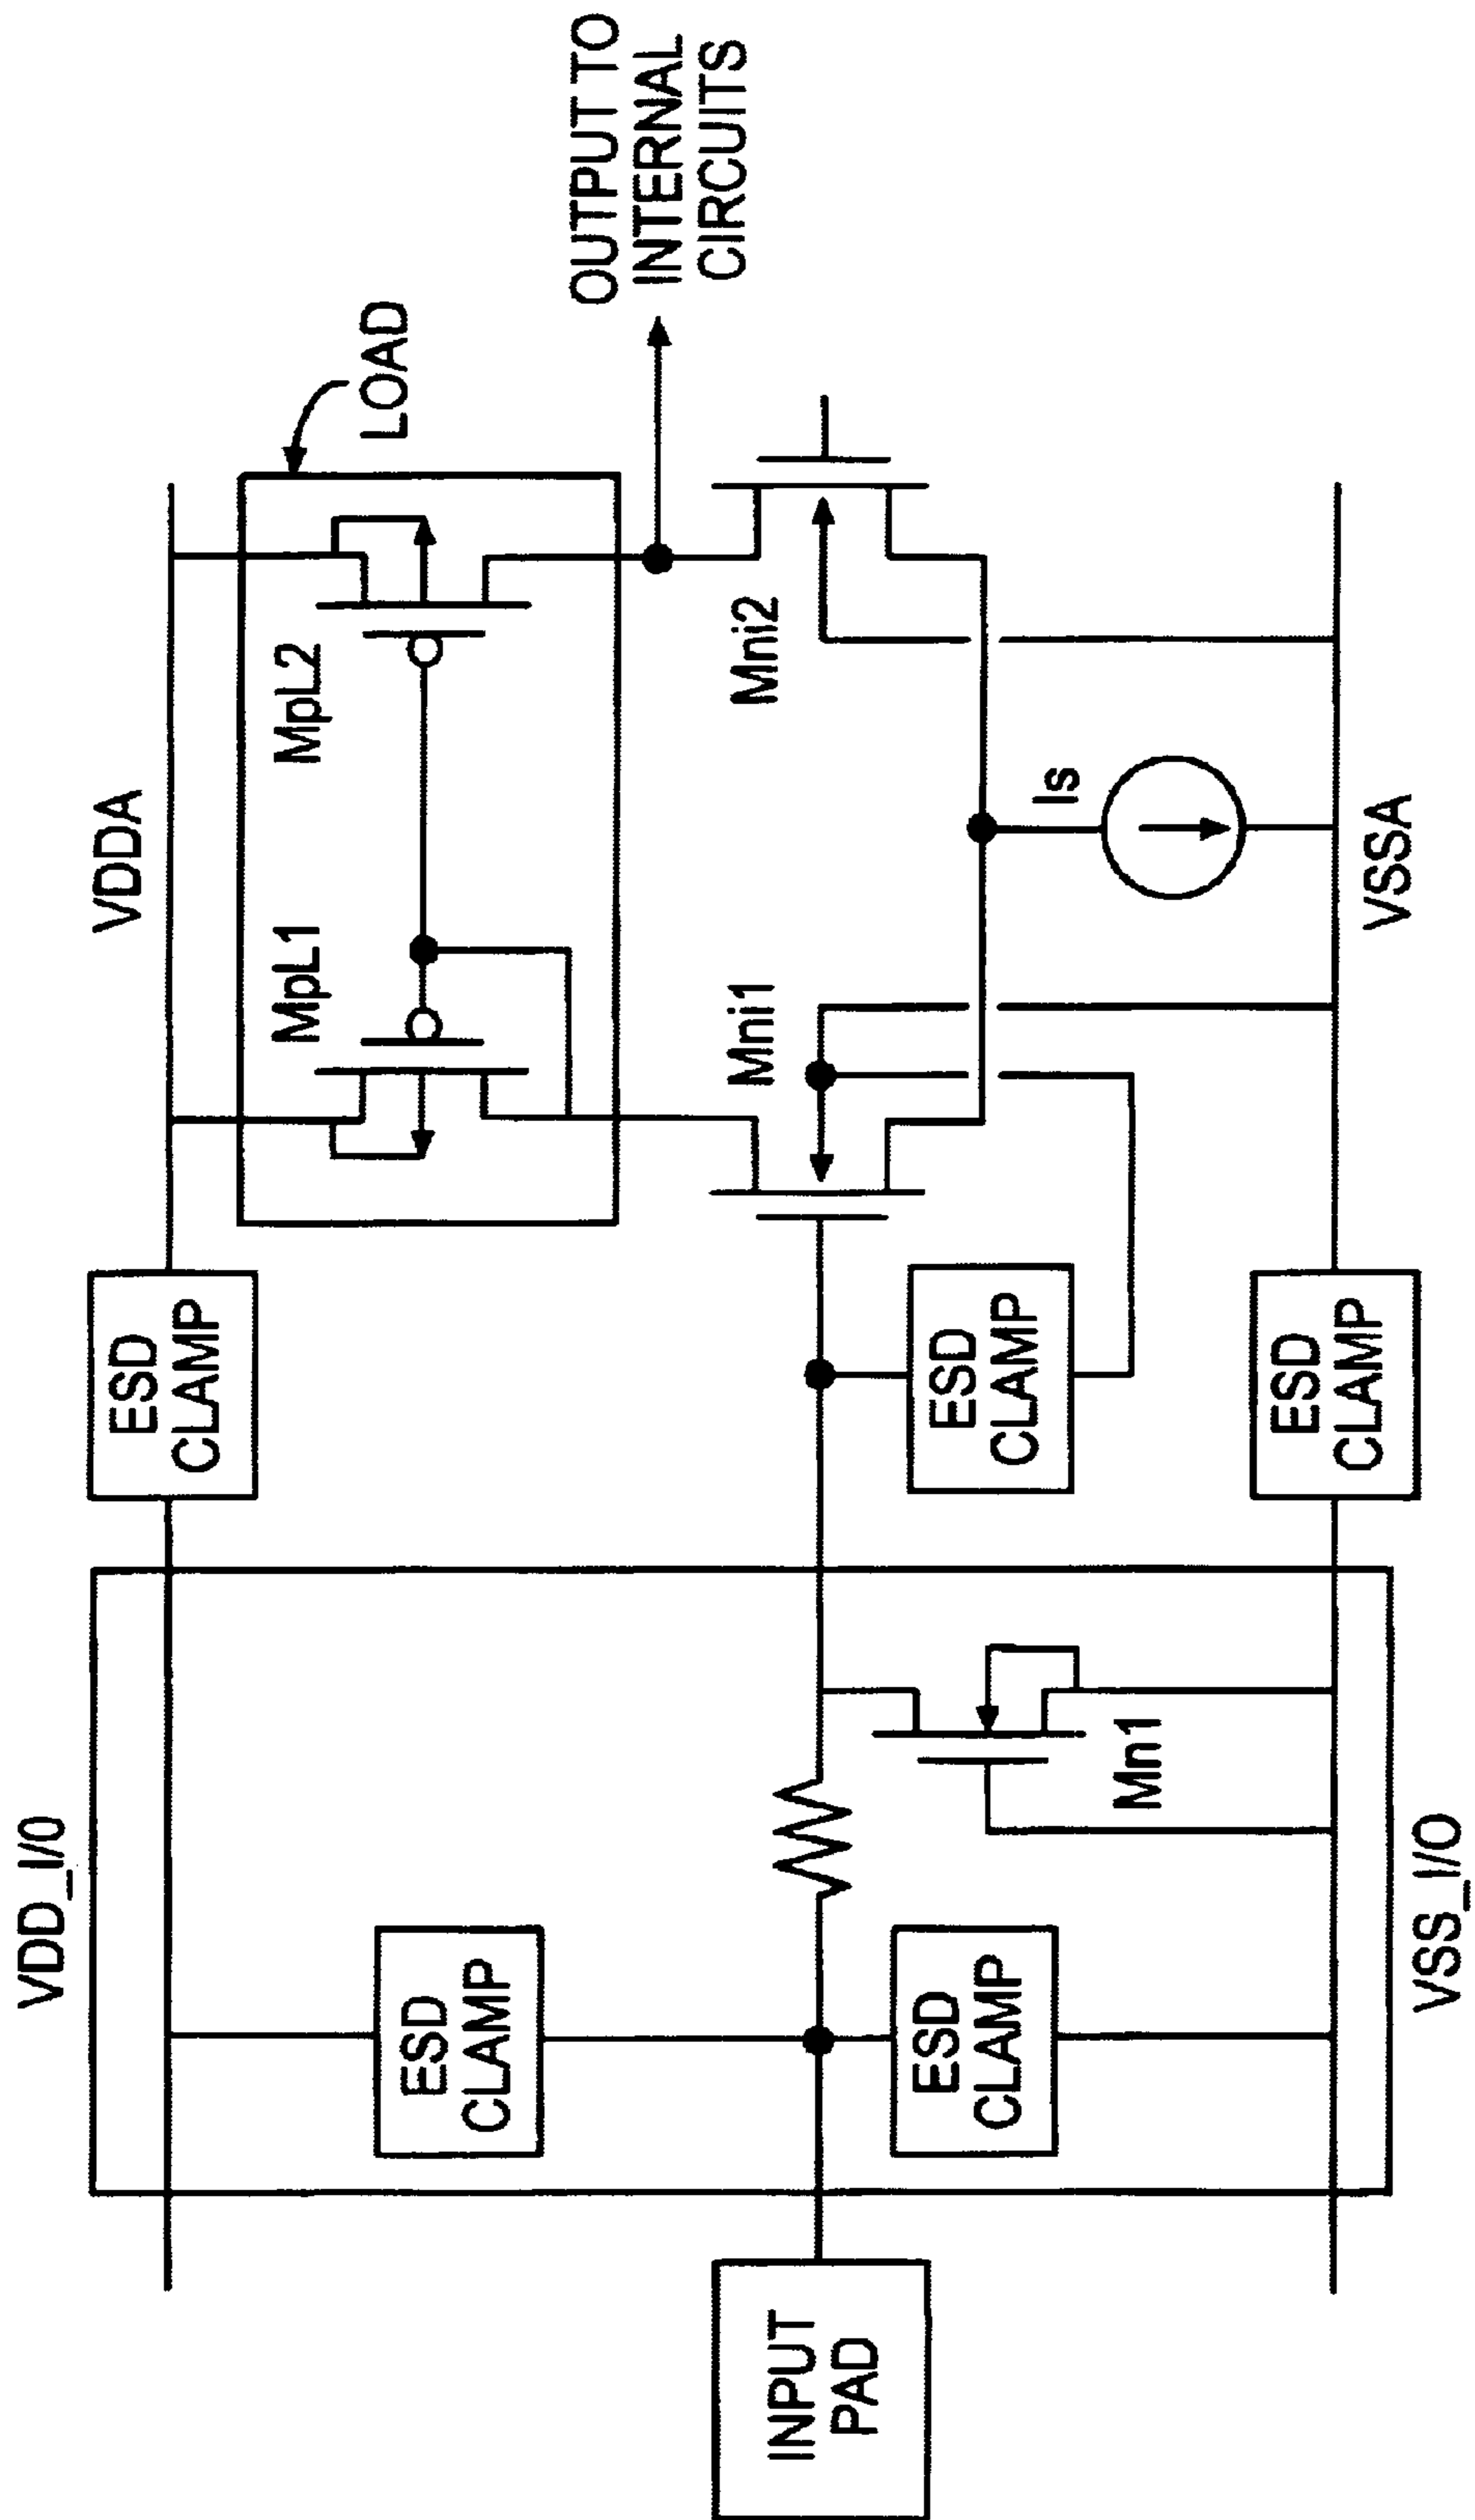 VDD_I/O
VDDA
ESD
CLAMP
LOAD
MpL1
MpL2
ESD
CLAMP
OUTPUT TO
INTERNAL
CIRCUITS
INPUT
PAD
Mni1
Mni2
ESD
CLAMP
ESD
CLAMP
Mn1
Is
ESD
CLAMP
VSS_I/O
VSSA